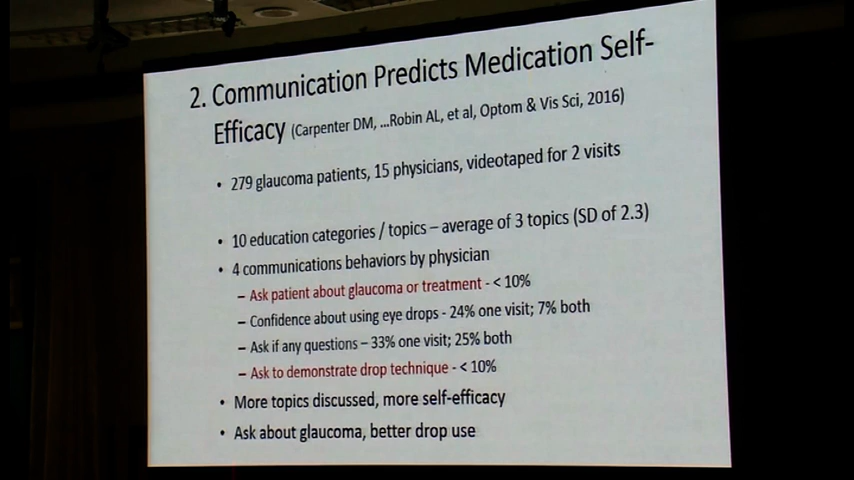 2. Communication Predicts Medication Self-
Efficacy (Carpenter DM, ...Robin AL, et al, Optom & Vis Sci, 2016)
• 279 glaucoma patients, 15 physicians, videotaped for 2 visits
• 10 education categories / topics – average of 3 topics (SD of 2.3)
• 4 communications behaviors by physician
– Ask patient about glaucoma or treatment - < 10%
– Confidence about using eye drops - 24% one visit; 7% both
– Ask if any questions – 33% one visit; 25% both
– Ask to demonstrate drop technique - < 10%
• More topics discussed, more self-efficacy
• Ask about glaucoma, better drop use